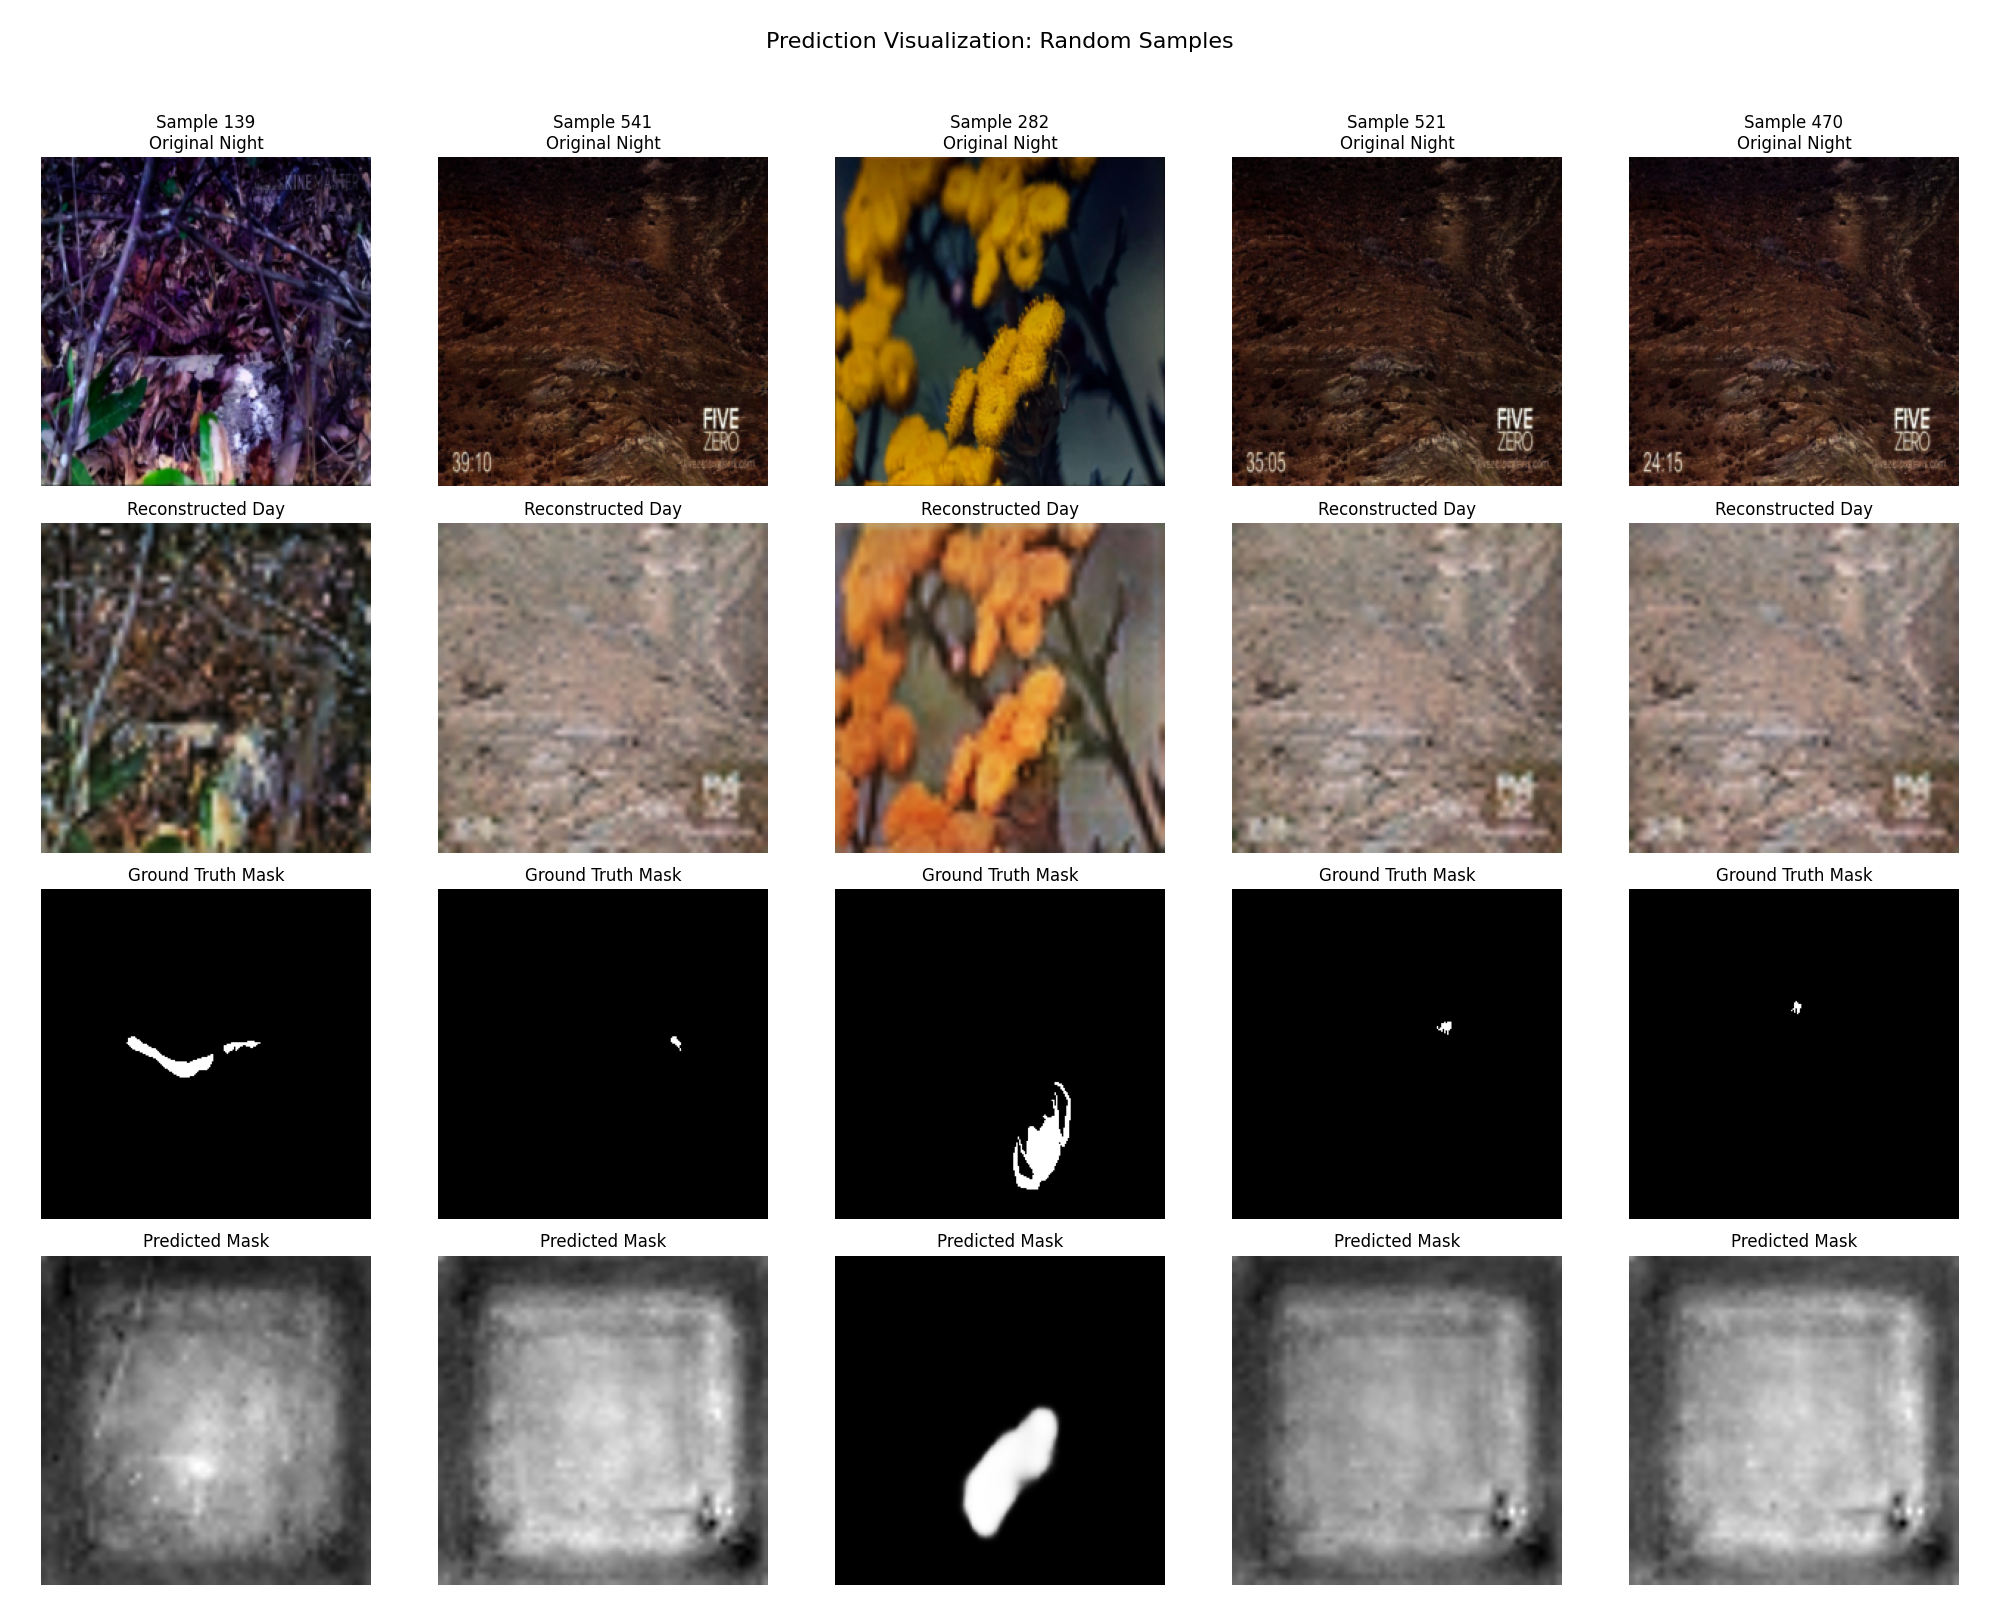 Prediction Visualization: Random Samples
Sample 139
Original Night
Sample 541
Original Night
Sample 282
Original Night
Sample 521
Original Night
Sample 470
Original Night
KINEMASTER
39:10
FIVE
ZERO
35:05
FIVE
ZERO
24:15
FIVE
ZERO
Reconstructed Day
Reconstructed Day
Reconstructed Day
Reconstructed Day
Reconstructed Day
Ground Truth Mask
Ground Truth Mask
Ground Truth Mask
Ground Truth Mask
Ground Truth Mask
Predicted Mask
Predicted Mask
Predicted Mask
Predicted Mask
Predicted Mask